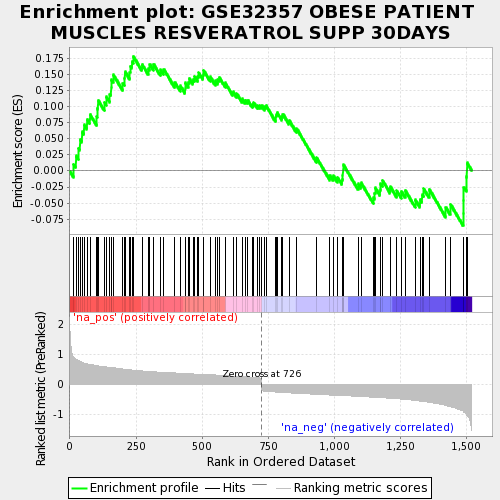 Enrichment plot: GSE32357 OBESE PATIENT
MUSCLES RESVERATROL SUPP 30DAYS
Enrichment score (ES)
0.175
0.150
0.125
0.100
0.075
0.050
0.025
0.000
-0.025
-0.050
-0.075
Ranked list metric (PreRanked)
2
1
0
-1
'na_pos' (positively correlated)
Zero cross at 726
'na_neg' (negatively correlated)
0
250
500
750
1,000
1,250
1,500
Rank in Ordered Dataset
Enrichment profile
Hits
Ranking metric scores